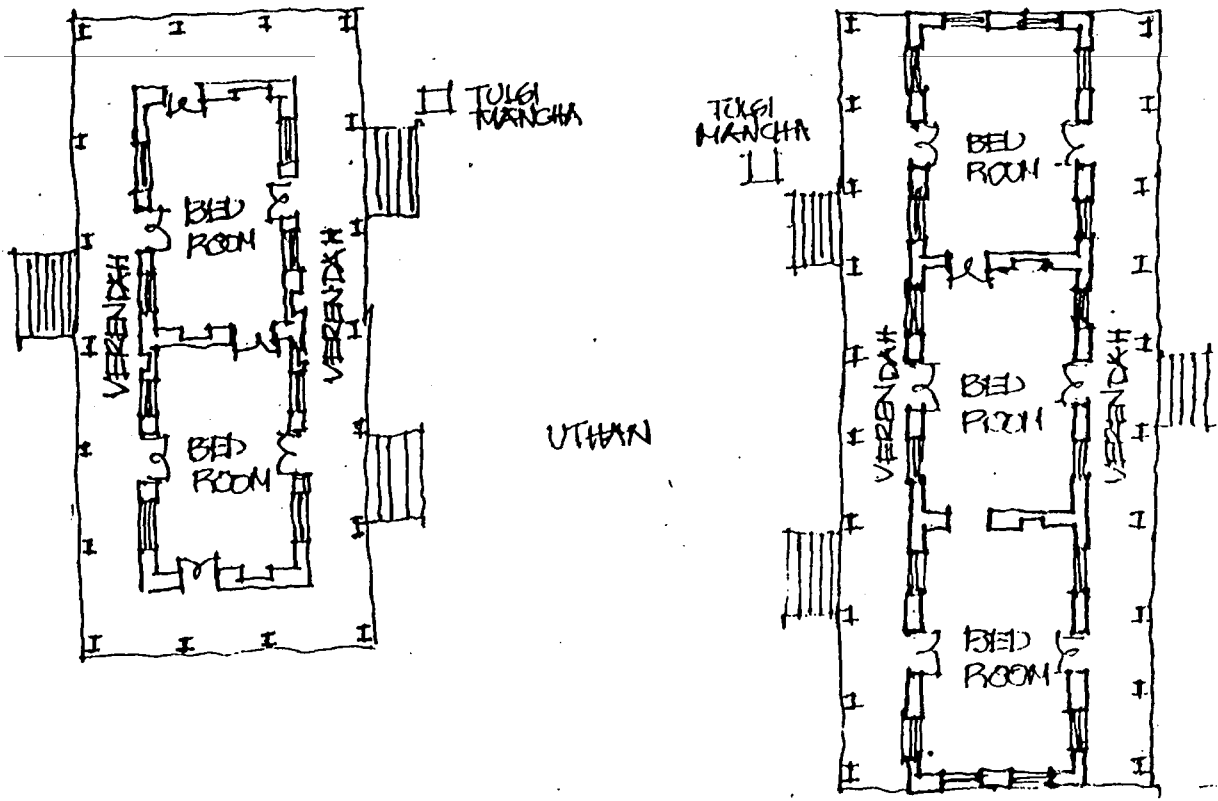 TULSI
MANCHA
BED
ROOM
VERENDAH
VERENDAH
BED
ROOM
UTHAN
TULSI
MANCHA
BED
ROOM
VERENDAH
BED
ROOM
VERENDAH
BED
ROOM